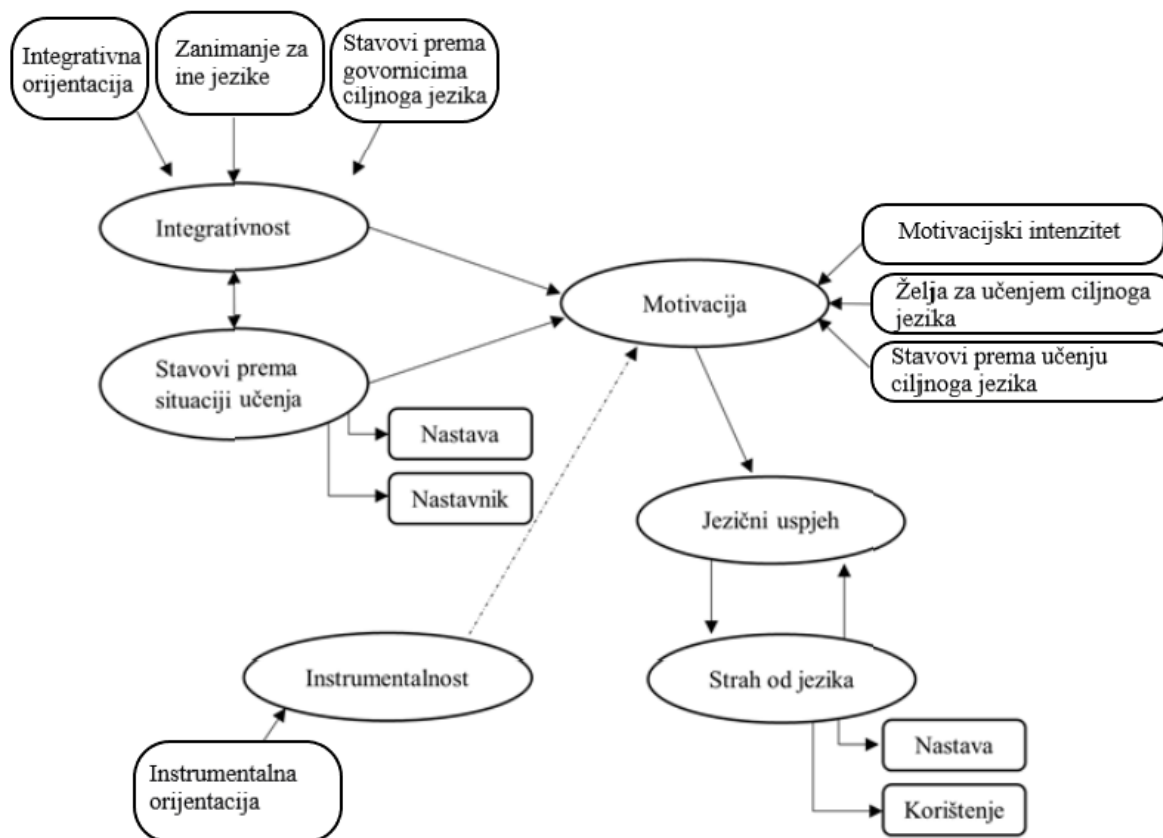 Integrativna
orijentacija
Zanimanje za
ine jezike
Stavovi prema
govornicima
ciljnoga jezika
Integrativnost
Motivacijski intenzitet
Motivacija
Želja za učenjem ciljnoga
jezika
Stavovi prema učenju
ciljnoga jezika
Stavovi prema
situaciji učenja
Nastava
Nastavnik
Jezični uspjeh
Instrumentalnost
Strah od jezika
Nastava
Korištenje
Instrumentalna
orijentacija